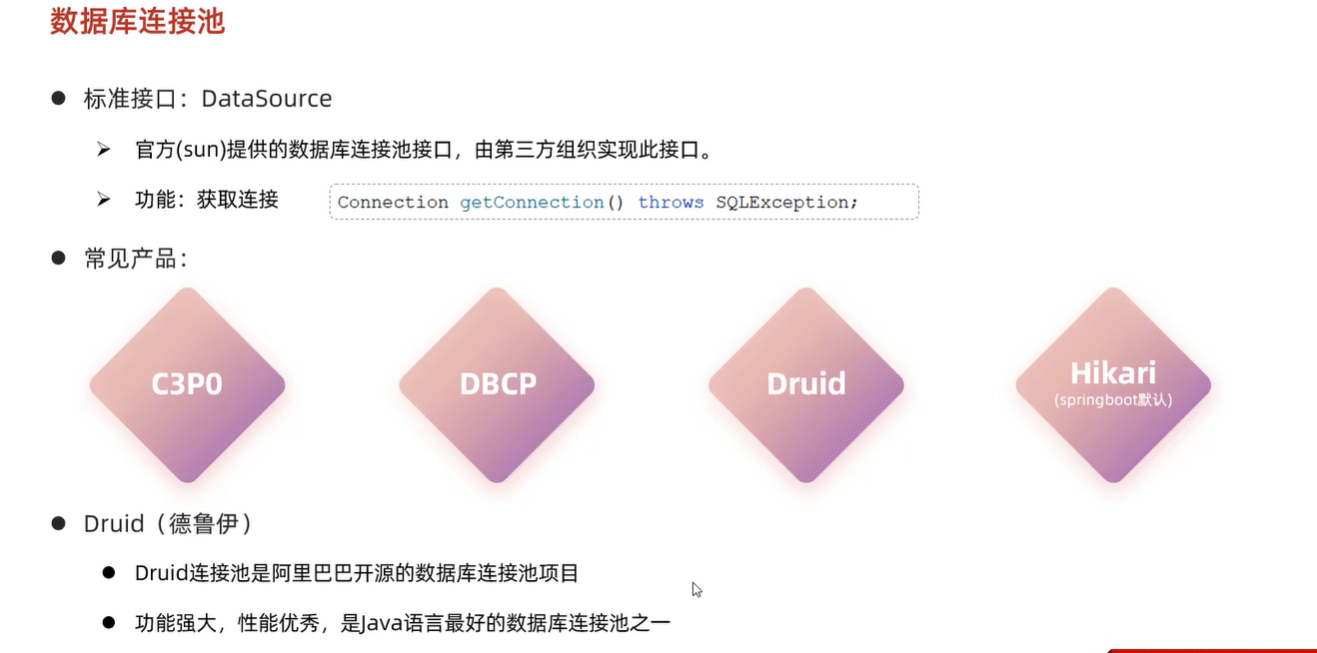 数据库连接池
标准接口：DataSource
官方(sun)提供的数据库连接池接口，由第三方组织实现此接口。
功能：获取连接
Connection getConnection() throws SQLException;
常见产品：
C3P0
DBCP
Druid
Hikari
(springboot默认)
Druid（德鲁伊）
Druid连接池是阿里巴巴开源的数据库连接池项目
功能强大，性能优秀，是Java语言最好的数据库连接池之一